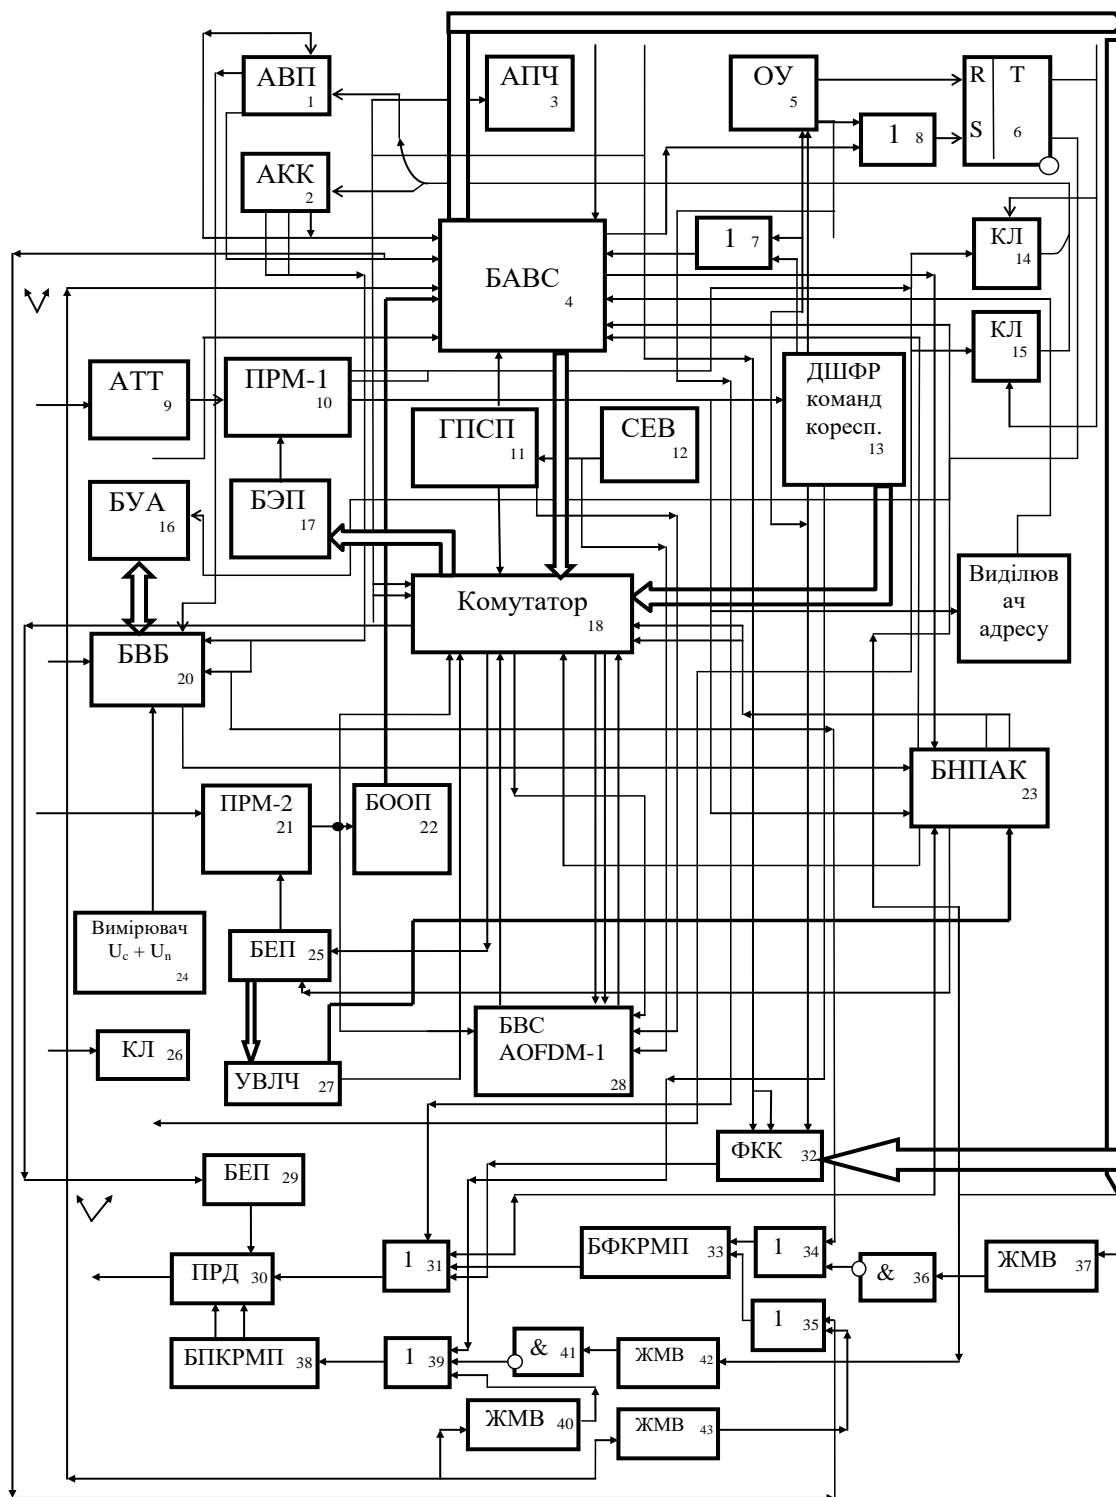 АВП
1
АПЧ
3
ОУ
5
R
T
S
6
1
8
АКК
2
БАВС
4
1
7
КЛ
14
КЛ
15
АТТ
9
ПРМ-1
10
ГПСП
11
СЕВ
12
ДШФР
команд
коресп.
13
БУА
16
БЭП
17
Комутатор
18
Виділюв
ач
адресу
БВБ
20
ПРМ-2
21
БООП
22
БНПАК
23
Вимірювач
Uс + Uп
24
БЕП
25
КЛ
26
УВЛЧ
27
БВС
AOFDM-1
28
БЕП
29
ФКК
32
ПРД
30
1
31
БФКРМП
33
1
34
1
35
&
36
ЖМВ
37
БПКРМП
38
1
39
&
41
ЖМВ
42
ЖМВ
40
ЖМВ
43